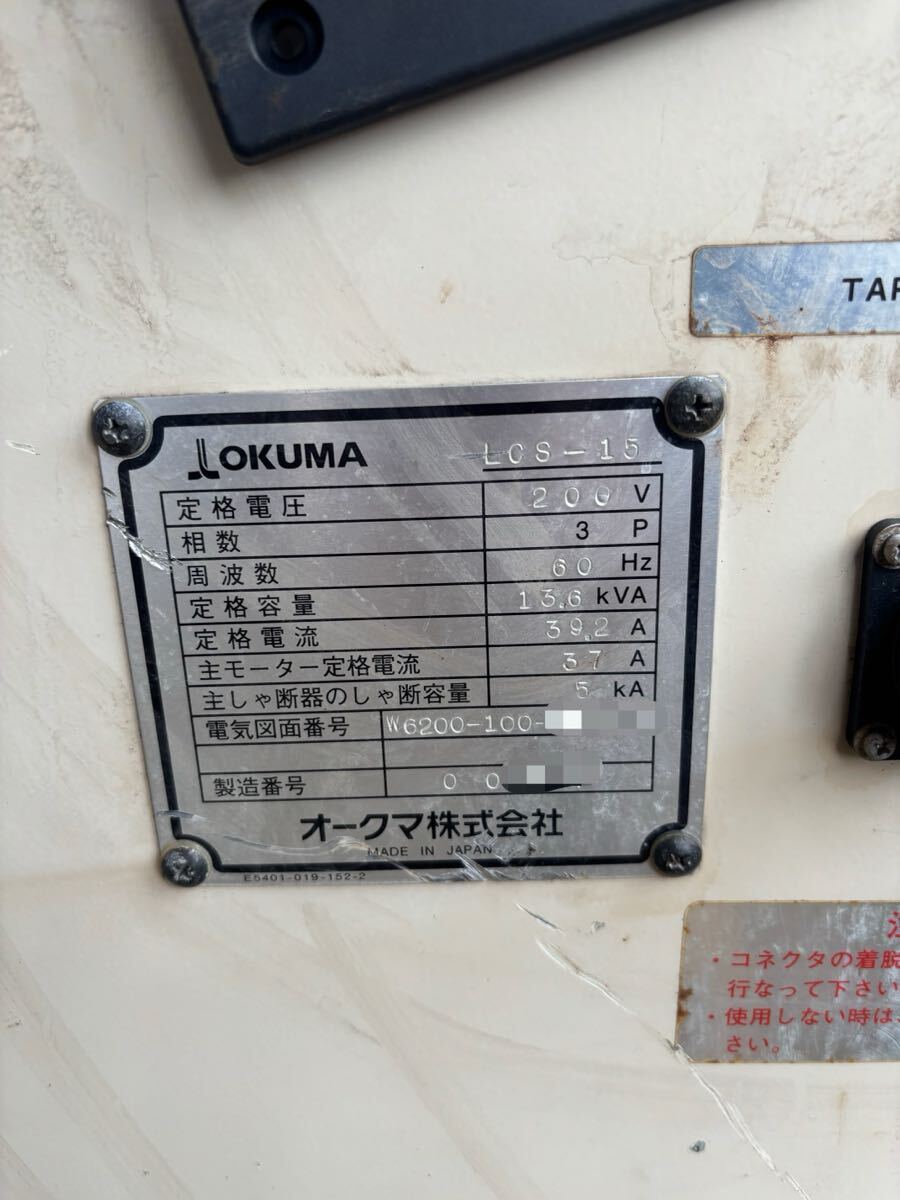 TAP
OKUMA LCS-15
定格電圧 200 V
相数 3 P
周波数 60 Hz
定格容量 13.6 kVA
定格電流 39.2 A
主モーター定格電流 37 A
主しゃ断器のしゃ断容量 5 kA
電気図面番号 W6200-100-
製造番号 00
オークマ株式会社
MADE IN JAPAN
E5401-019-152-2
・コネクタの着脱
行なって下さい
・使用しない時は
さい。